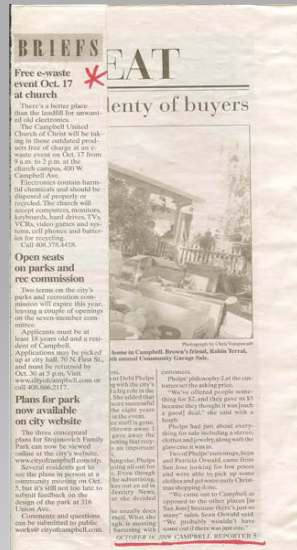 BRIEFS
Free e-waste
event Oct. 17
at church
There's a better place
than the landfill for unwant-
ed old electronics.
The Campbell United
Church of Christ will be tak-
ing in those outdated prod-
ucts free of charge at an e-
waste event on Oct. 17 from
9 a.m. to 2 p.m. at the
church campus, 400 W.
Campbell Ave.
Electronics contain harm-
ful chemicals and should be
disposed of properly or
recycled. The church will
accept computers, monitors,
keyboards, hard drives, TVs,
VCRs, video games and sys-
tems, cell phones and batter-
ies for recycling.
Call 408.378.4418.
Open seats
on parks and
rec commission
Two terms on the city's
parks and recreation com-
mission will expire this year,
leaving a couple of openings
on the seven-member com-
mittee.
Applicants must be at
least 18 years old and a resi-
dent of Campbell.
Applications may be picked
up at city hall, 70 N. First St.,
and must be returned by
Oct. 30 at 5 p.m. Visit
www.cityofcampbell.com or
call 408.866.2117.
Plans for park
now available
on city website
The three conceptual
plans for Stojanovich Family
Park can now be viewed
online at the city's website,
www.cityofcampbell.com/stp.
Several residents got to
see the plans in person at a
community meeting on Oct.
5, but it's still not too late to
submit feedback on the
design of the park at 336
Union Ave.
Comments and questions
can be submitted to public
works@cityofcampbell.com.
EAT
lenty of buyers
Photograph by
home in Campbell. Brown's friend, Robin Terral,
th annual Community Garage Sale.
customers.
Phelps' philosophy: Let the cus-
tomer set the asking price.
"We've offered people some-
thing for $2, and they gave us $5
because they thought it was [such
a good] deal," she said with a
laugh.
Phelps had just about every-
thing for sale including a stereo,
clothes and jewelry, along with the
glass case it was in.
Two of Phelps' customers, Sean
and Patricia Oswald, came from
San Jose looking for low prices
and were able to pick up some
clothes and get some early Christ-
mas shopping done.
"We came out to Campbell as
opposed to the other places [in
San Jose] because there's just so
many" sales, Sean Oswald said.
"We probably wouldn't have
come out if there was just one."
OCTOBER 16, 2009 CAMPBELL REPORTER 9